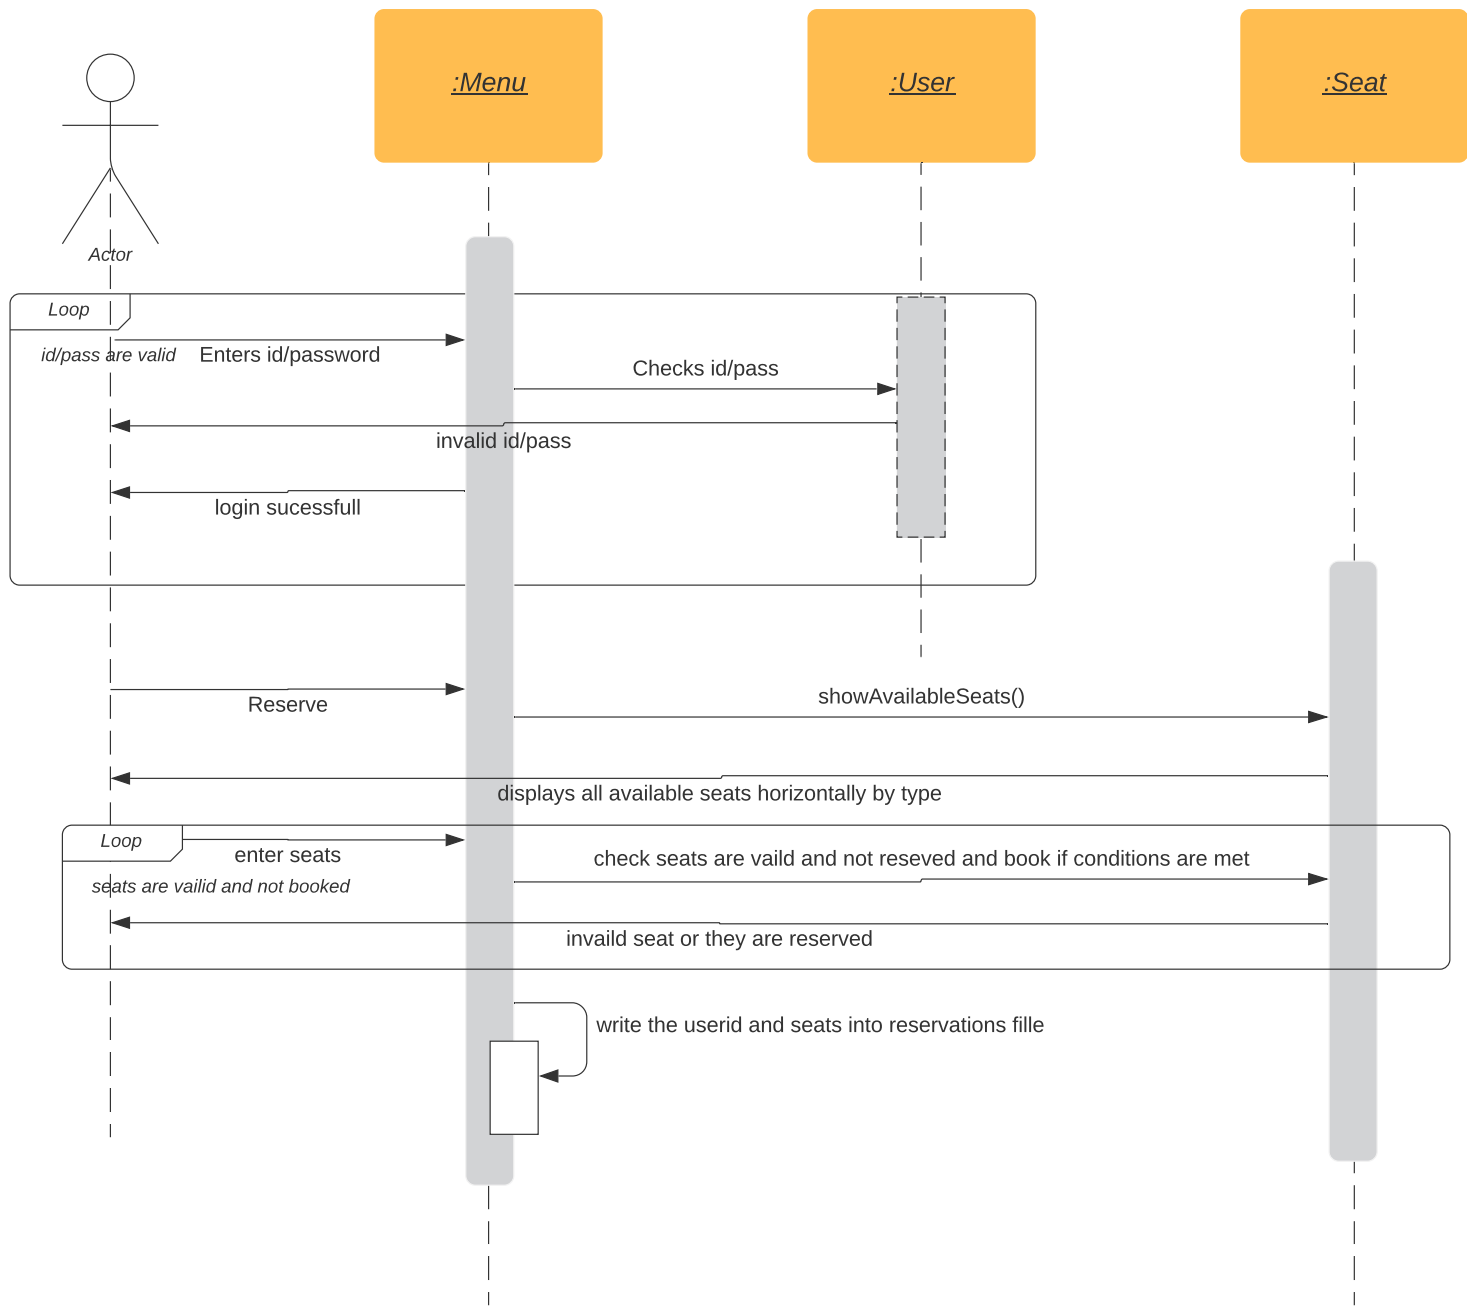 :Menu
:User
:Seat
Actor
Loop
id/pass are valid
Enters id/password
Checks id/pass
invalid id/pass
login sucessfull
Reserve
showAvailableSeats()
displays all available seats horizontally by type
Loop
enter seats
check seats are vaild and not reseved and book if conditions are met
seats are vailid and not booked
invaild seat or they are reserved
write the userid and seats into reservations fille